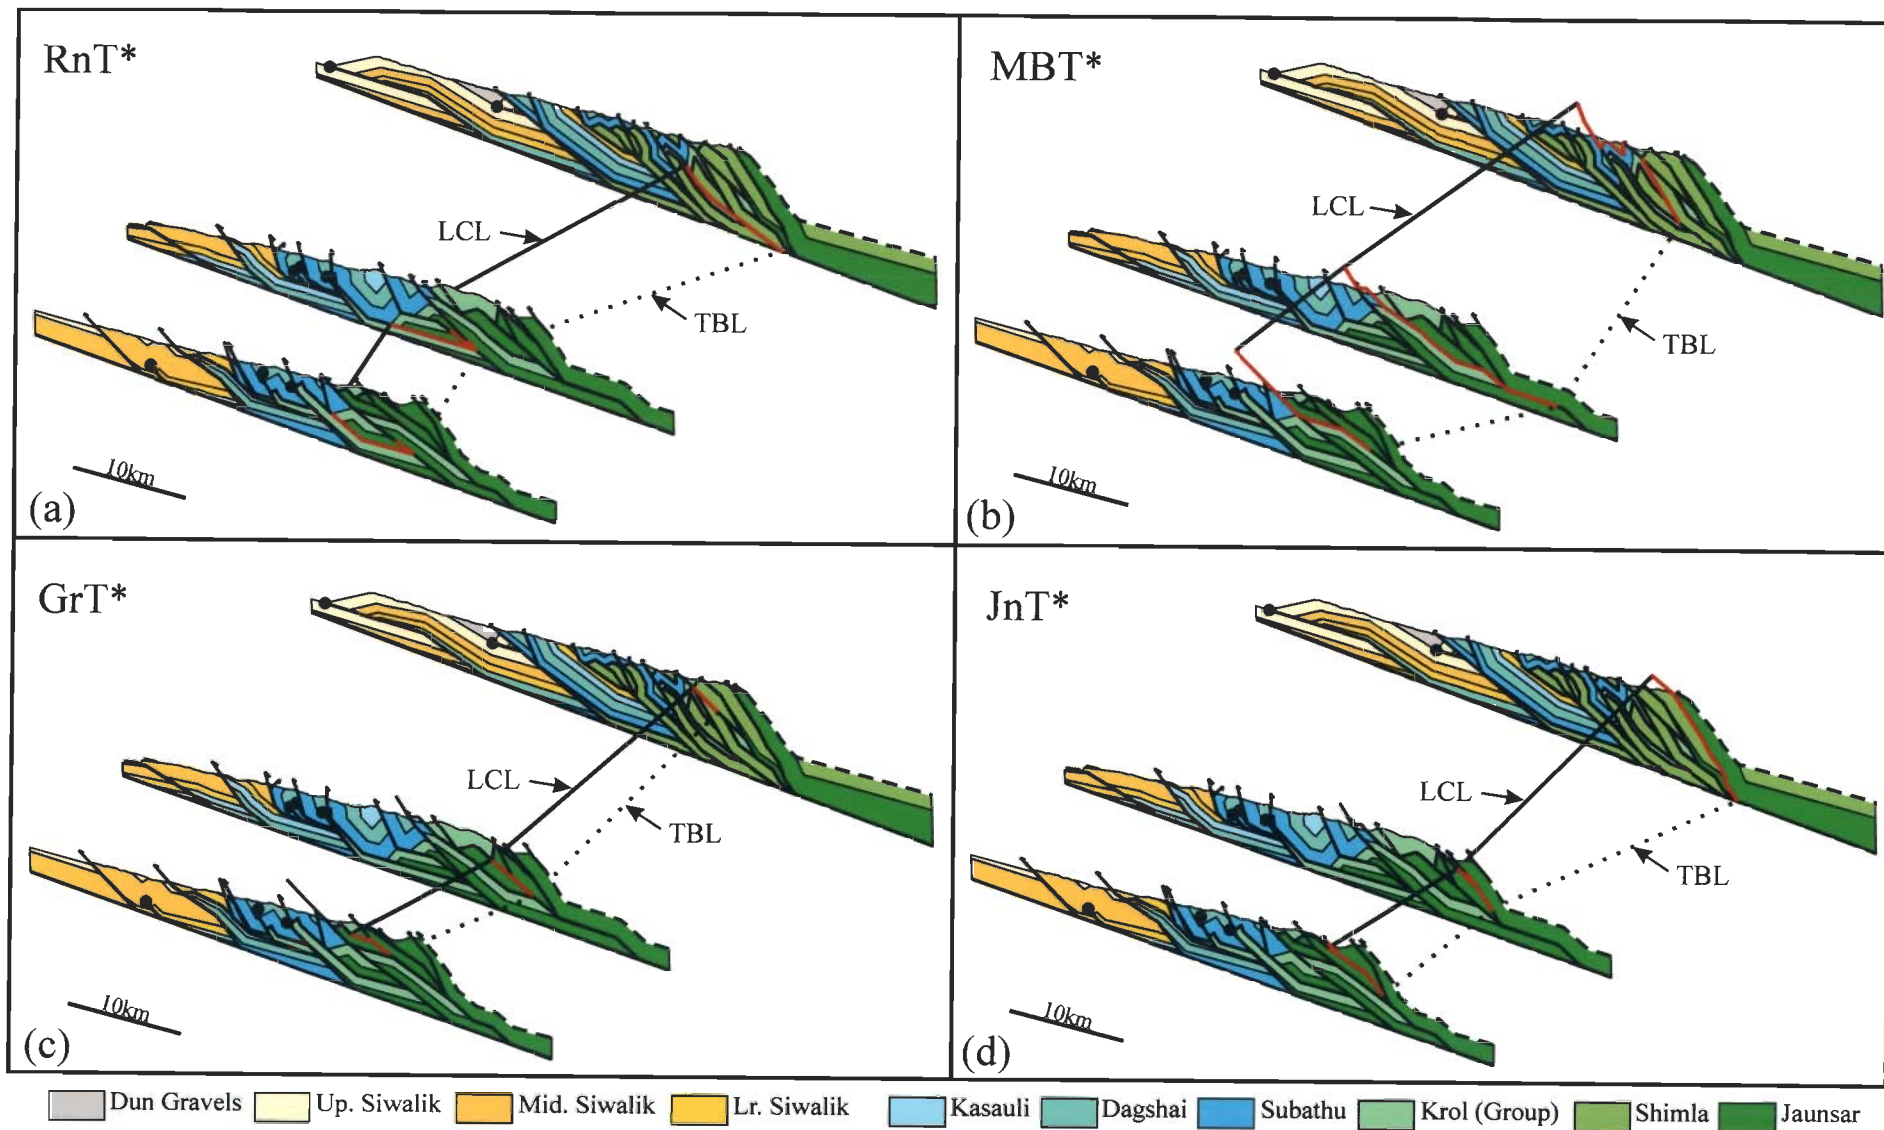 RnT*
LCL
TBL
10km
(a)
MBT*
LCL
TBL
10km
(b)
GrT*
LCL
TBL
10km
(c)
JnT*
LCL
TBL
10km
(d)
Dun Gravels Up. Siwalik Mid. Siwalik Lr. Siwalik Kasauli Dagshai Subathu Krol (Group) Shimla Jaunsar